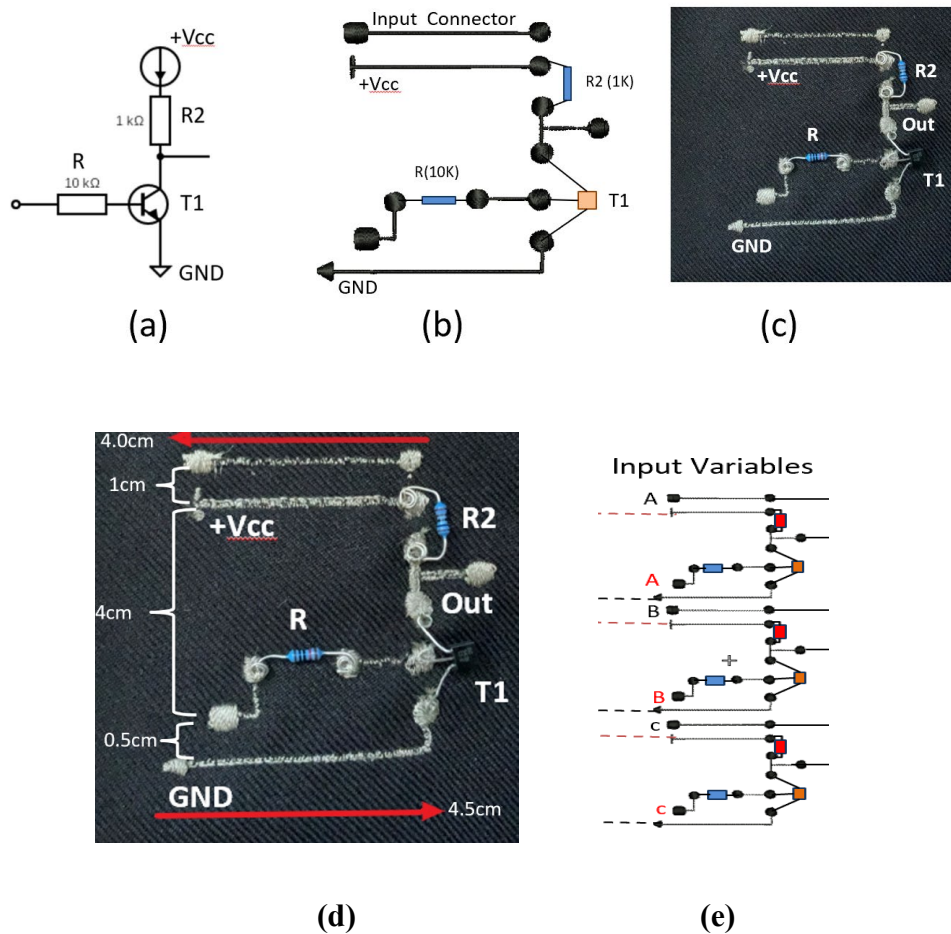 +Vcc
R2
1 kΩ
R
10 kΩ
T1
GND
(a)
Input Connector
+Vcc
R2 (1K)
R(10K)
T1
GND
(b)
+Vcc
R2
Out
R
T1
GND
(c)
4.0cm
1cm
+Vcc
R2
4cm
Out
R
T1
0.5cm
GND
4.5cm
(d)
Input Variables
A
A
B
B
c
c
(e)